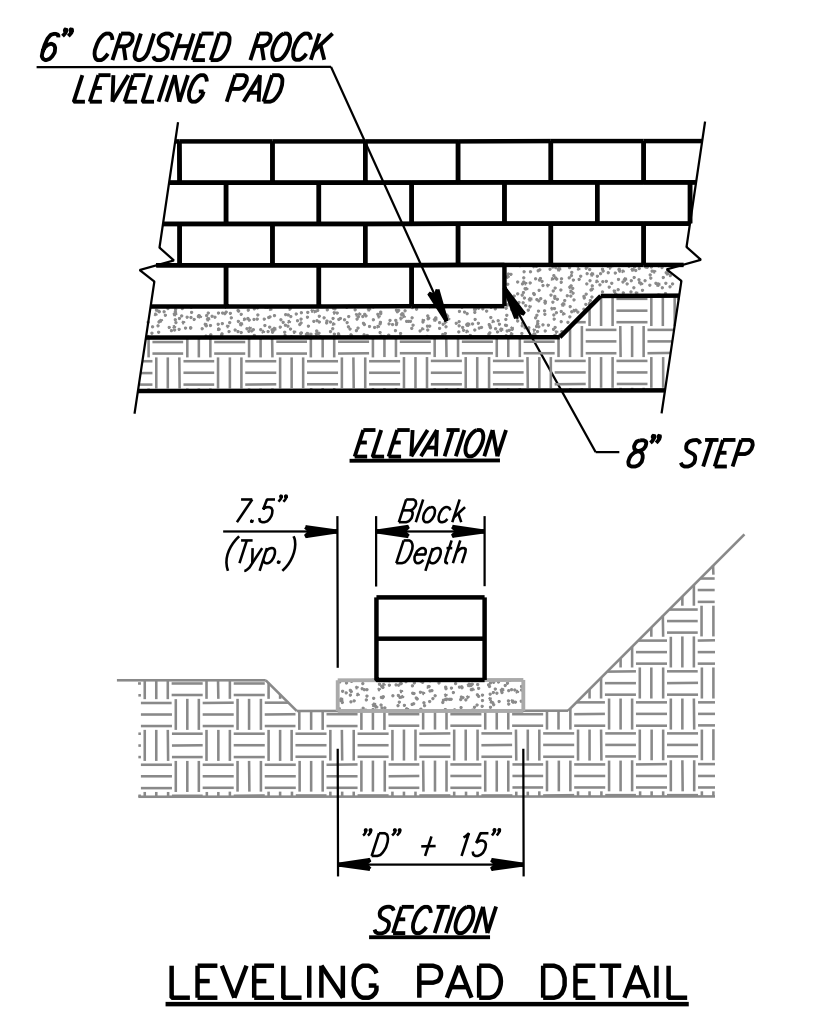 6” CRUSHED ROCK
LEVELING PAD
ELEVATION
8” STEP
7.5”
(Typ.)
Block
Depth
”D” + 15”
SECTION
LEVELING PAD DETAIL